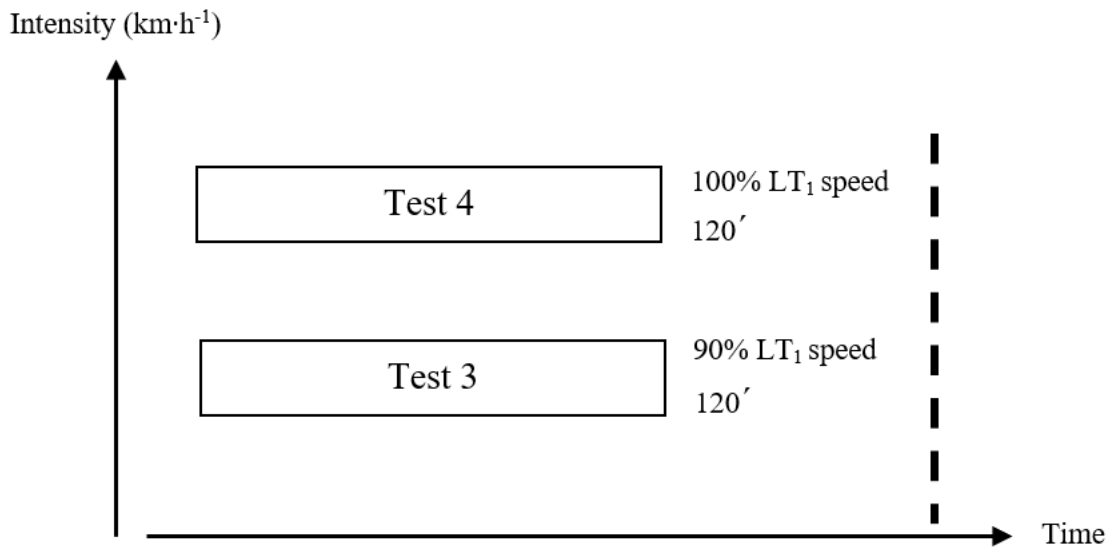 Intensity (km·h⁻¹)
Test 4
100% LT₁ speed
120´
Test 3
90% LT₁ speed
120´
Time